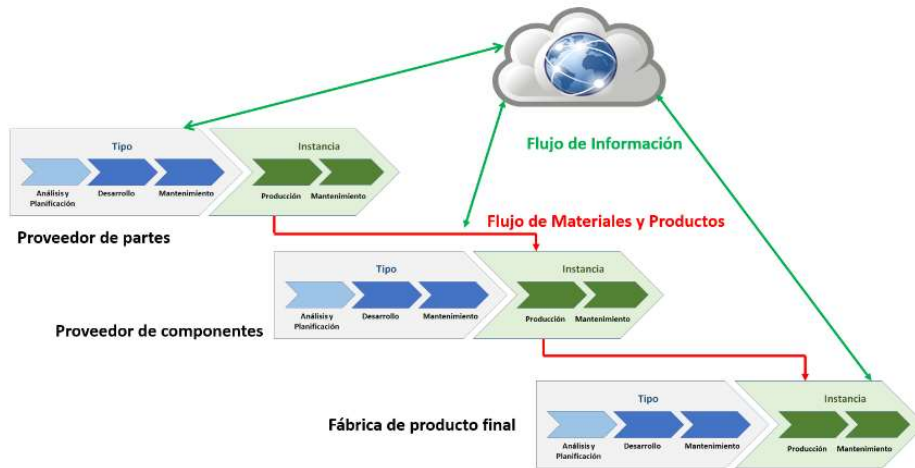 Flujo de Información
Tipo
Instancia
Análisis y
Planificación
Desarrollo
Mantenimiento
Producción
Mantenimiento
Proveedor de partes
Flujo de Materiales y Productos
Tipo
Instancia
Análisis y
Planificación
Desarrollo
Mantenimiento
Producción
Mantenimiento
Proveedor de componentes
Tipo
Instancia
Análisis y
Planificación
Desarrollo
Mantenimiento
Producción
Mantenimiento
Fábrica de producto final